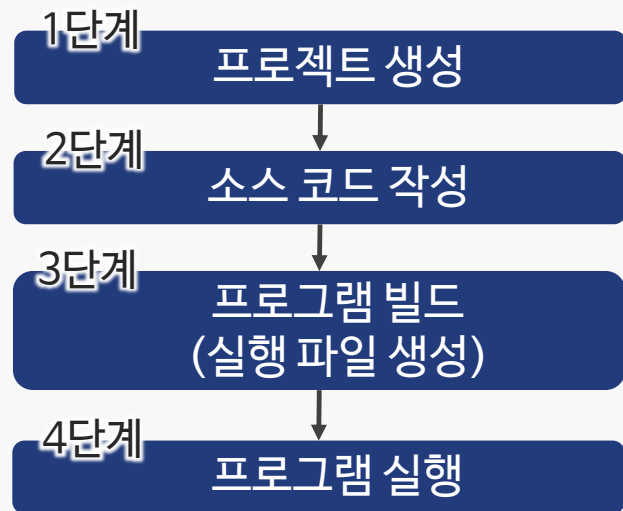 1단계
프로젝트 생성
2단계
소스 코드 작성
3단계
프로그램 빌드
(실행 파일 생성)
4단계
프로그램 실행